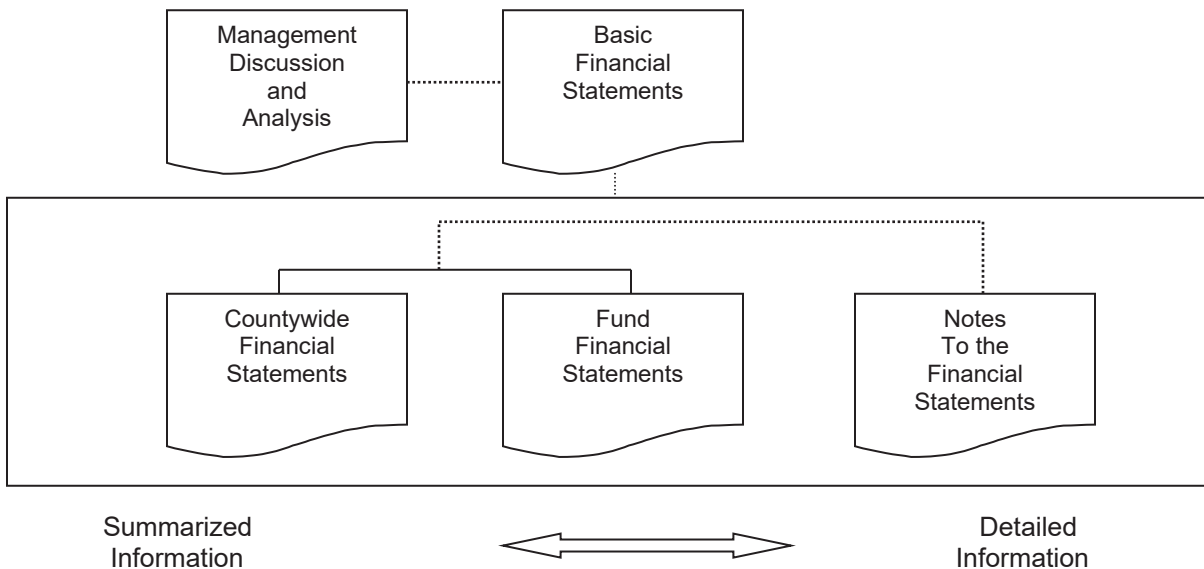 Management
Discussion
and
Analysis
Basic
Financial
Statements
Countywide
Financial
Statements
Fund
Financial
Statements
Notes
To the
Financial
Statements
Summarized
Information
Detailed
Information